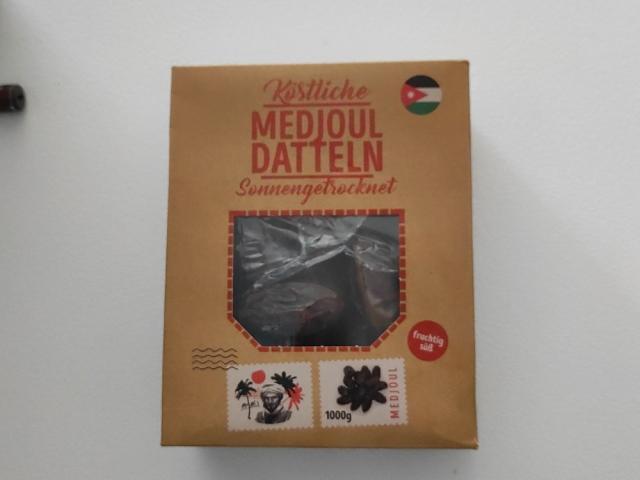 Köstliche
MEDJOUL
DATTELN
Sonnengetrocknet
fruchtig
süß
1000g
MEDJOUL